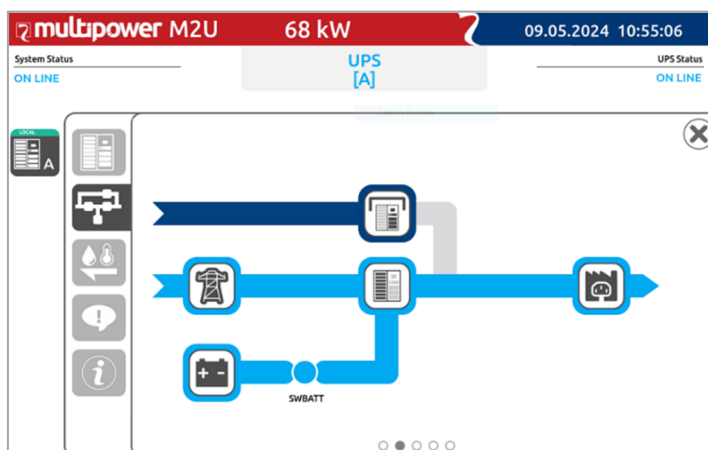 multipower M2U
68 kW
09.05.2024 10:55:06
System Status
ON LINE
UPS
[A]
UPS Status
ON LINE
LOCAL
A
SWBATT